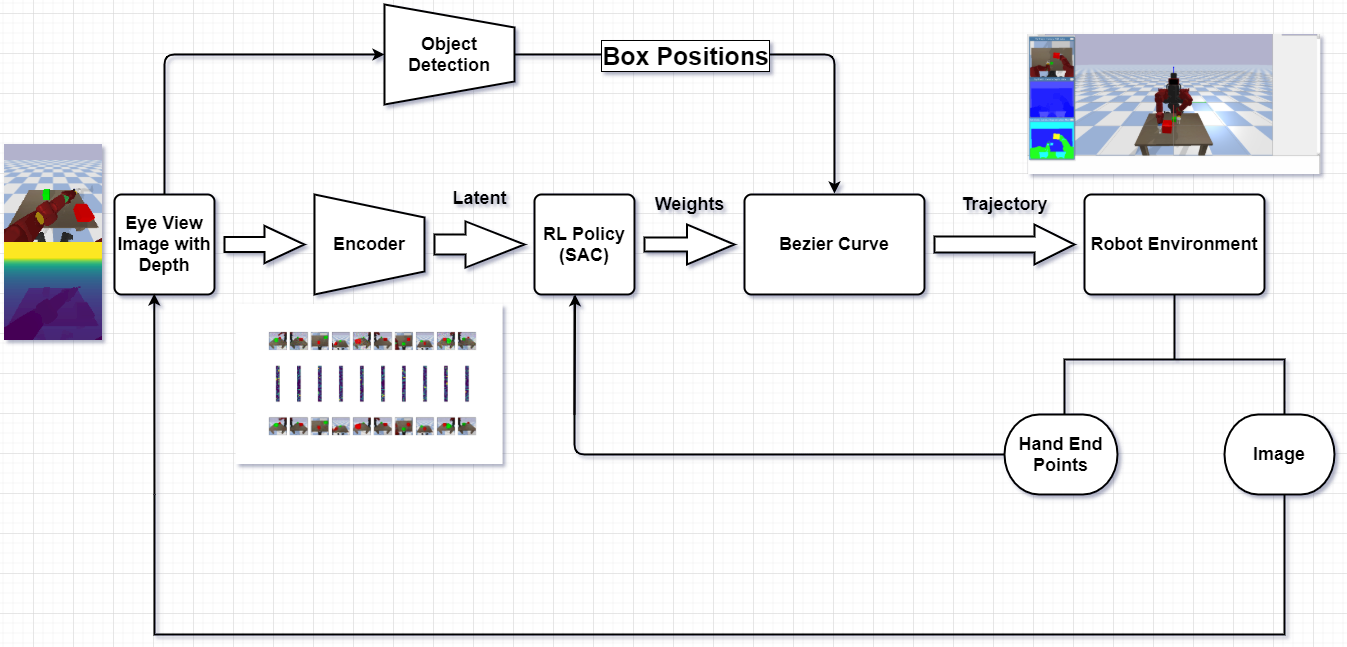 Object
Detection
Box Positions
Eye View
Image with
Depth
Encoder
Latent
RL Policy
(SAC)
Weights
Bezier Curve
Trajectory
Robot Environment
Hand End
Points
Image